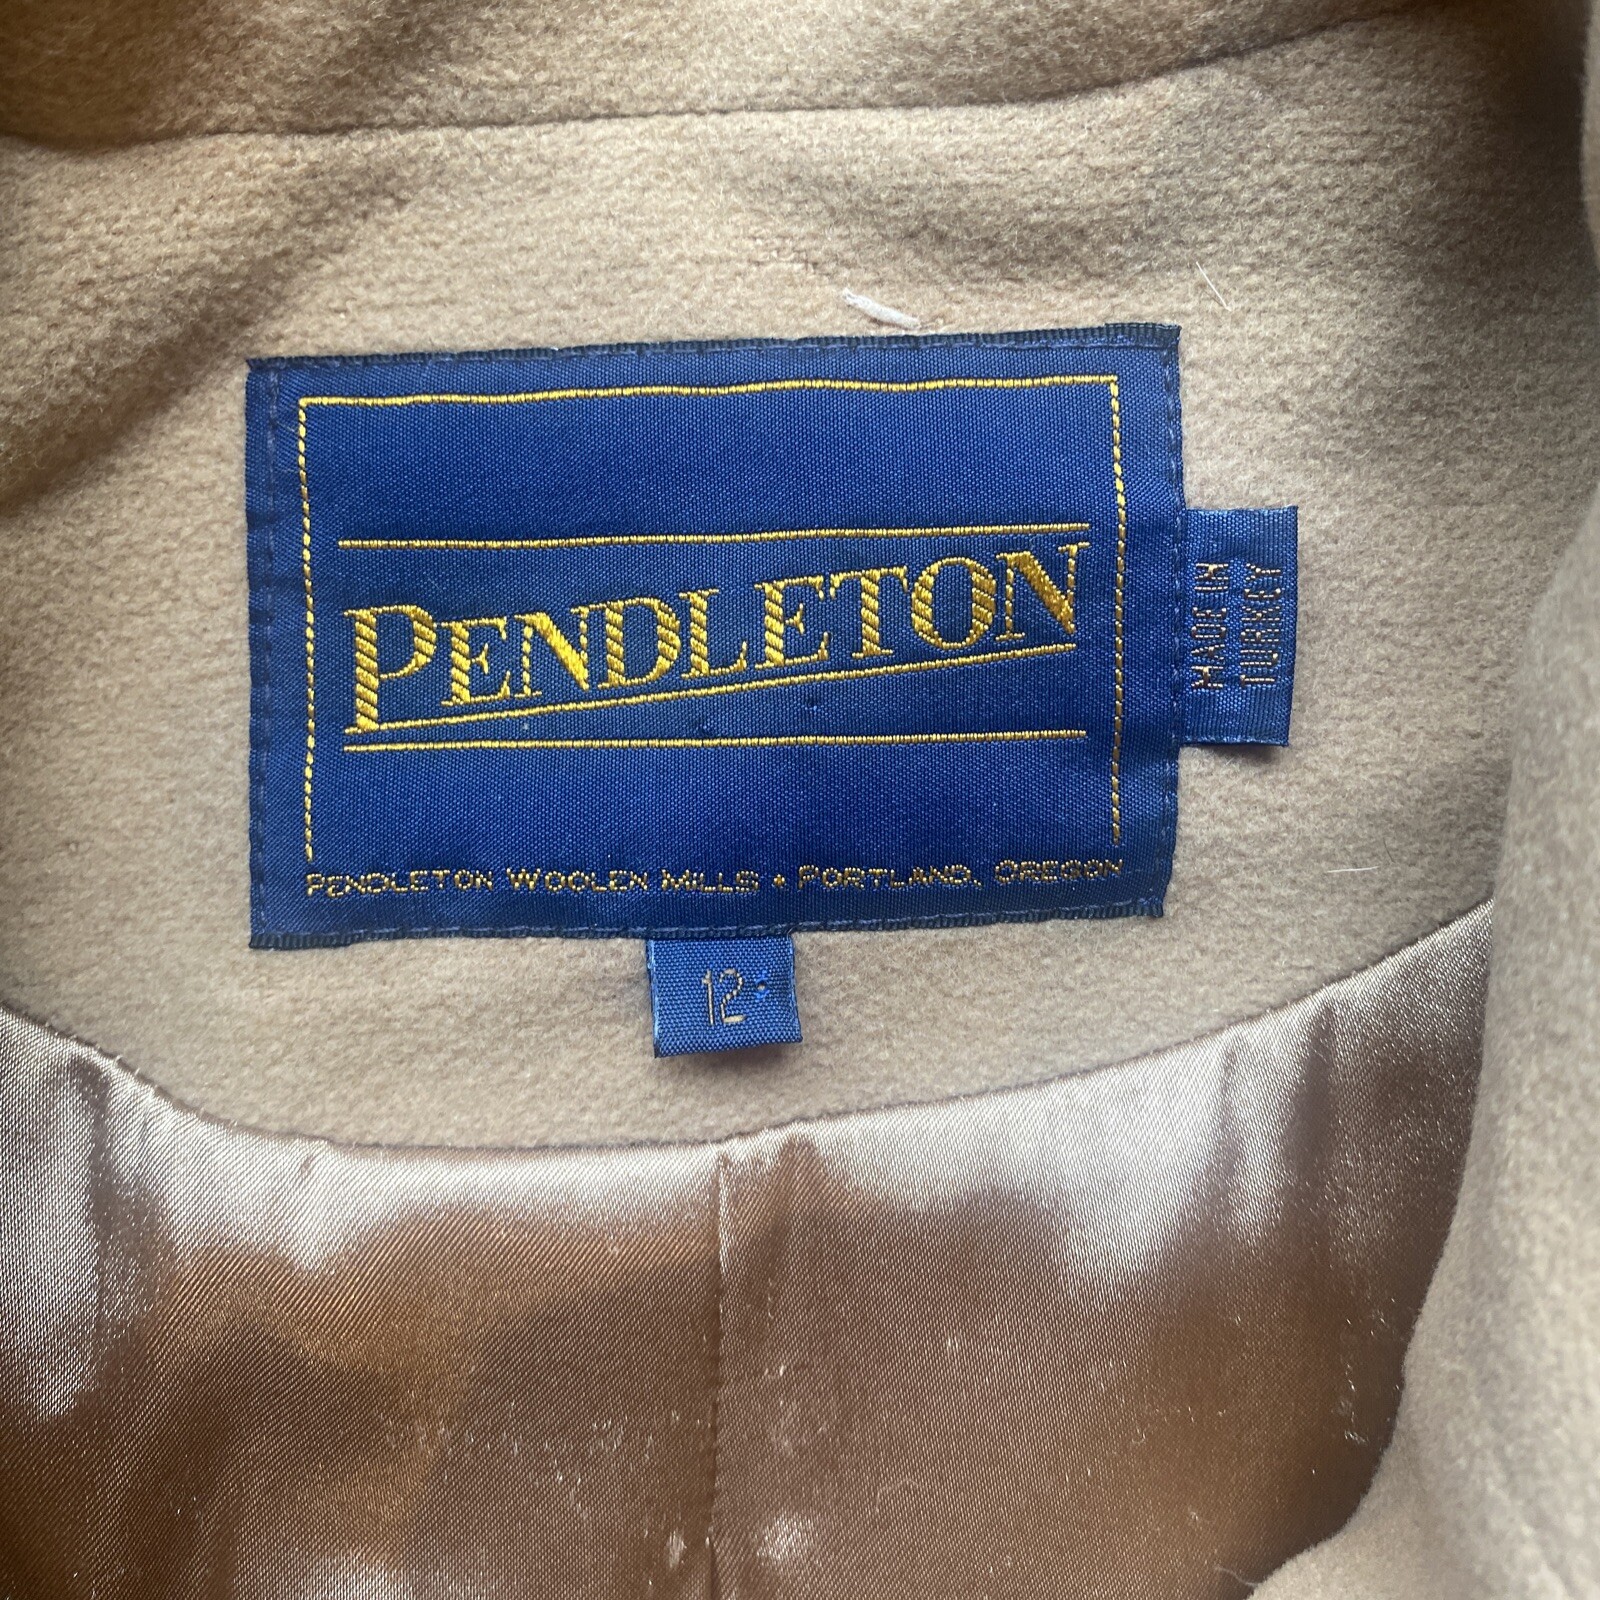 PENDLETON
PENDLETON WOOLEN MILLS • PORTLAND, OREGON
MADE IN
TURKEY
12